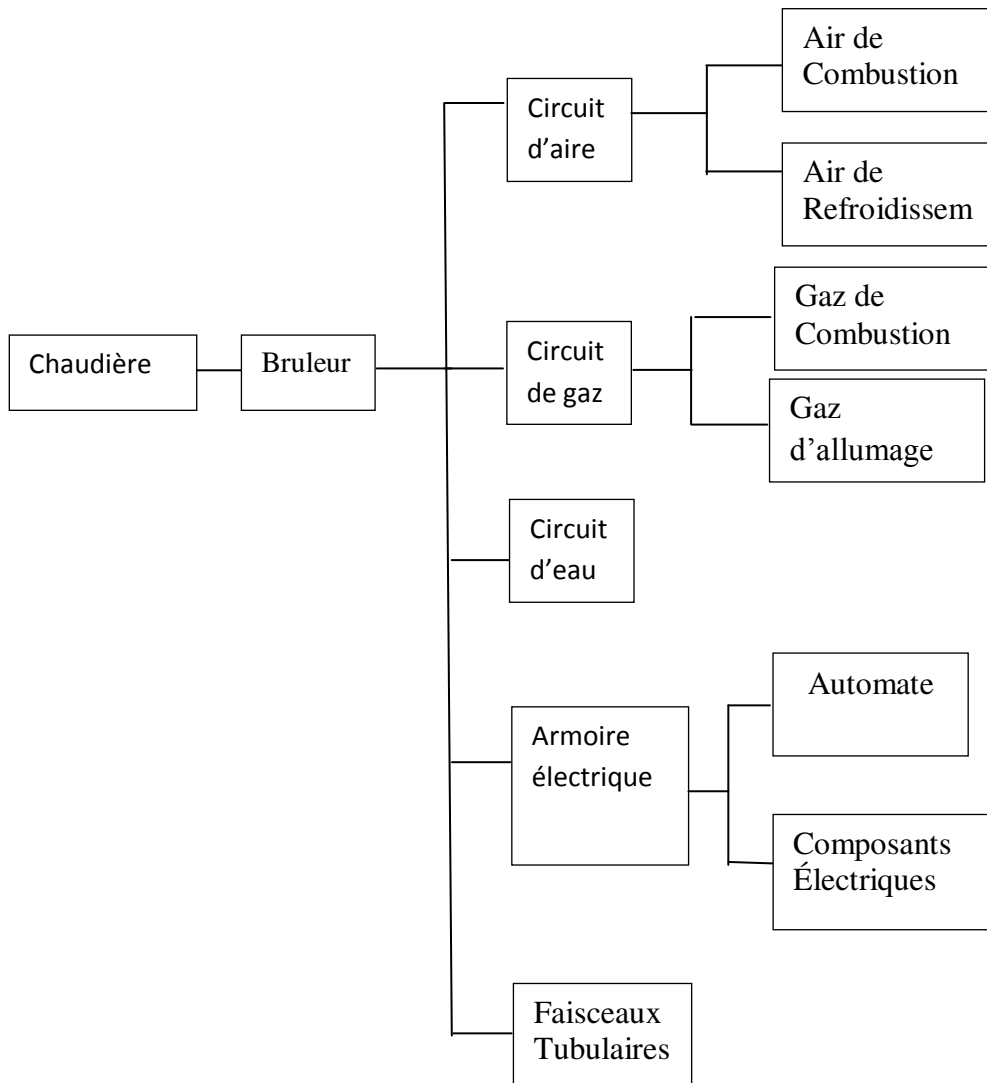 Air de
Combustion
Circuit
d’aire
Air de
Refroidissem
Gaz de
Combustion
Chaudière
Bruleur
Circuit
de gaz
Gaz
d’allumage
Circuit
d’eau
Automate
Armoire
électrique
Composants
Électriques
Faisceaux
Tubulaires